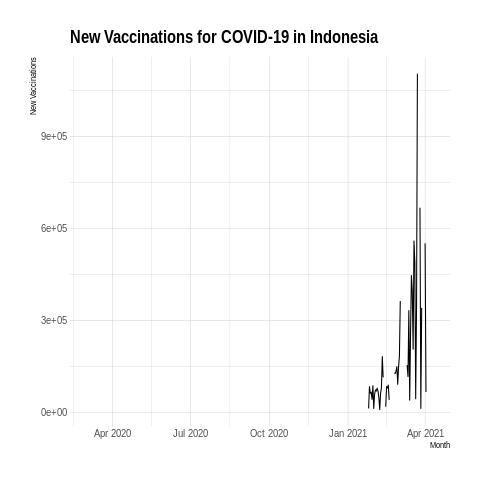 New Vaccinations for COVID-19 in Indonesia
New Vaccinations
9e+05
6e+05
3e+05
0e+00
Apr 2020 Jul 2020 Oct 2020 Jan 2021 Apr 2021
Month